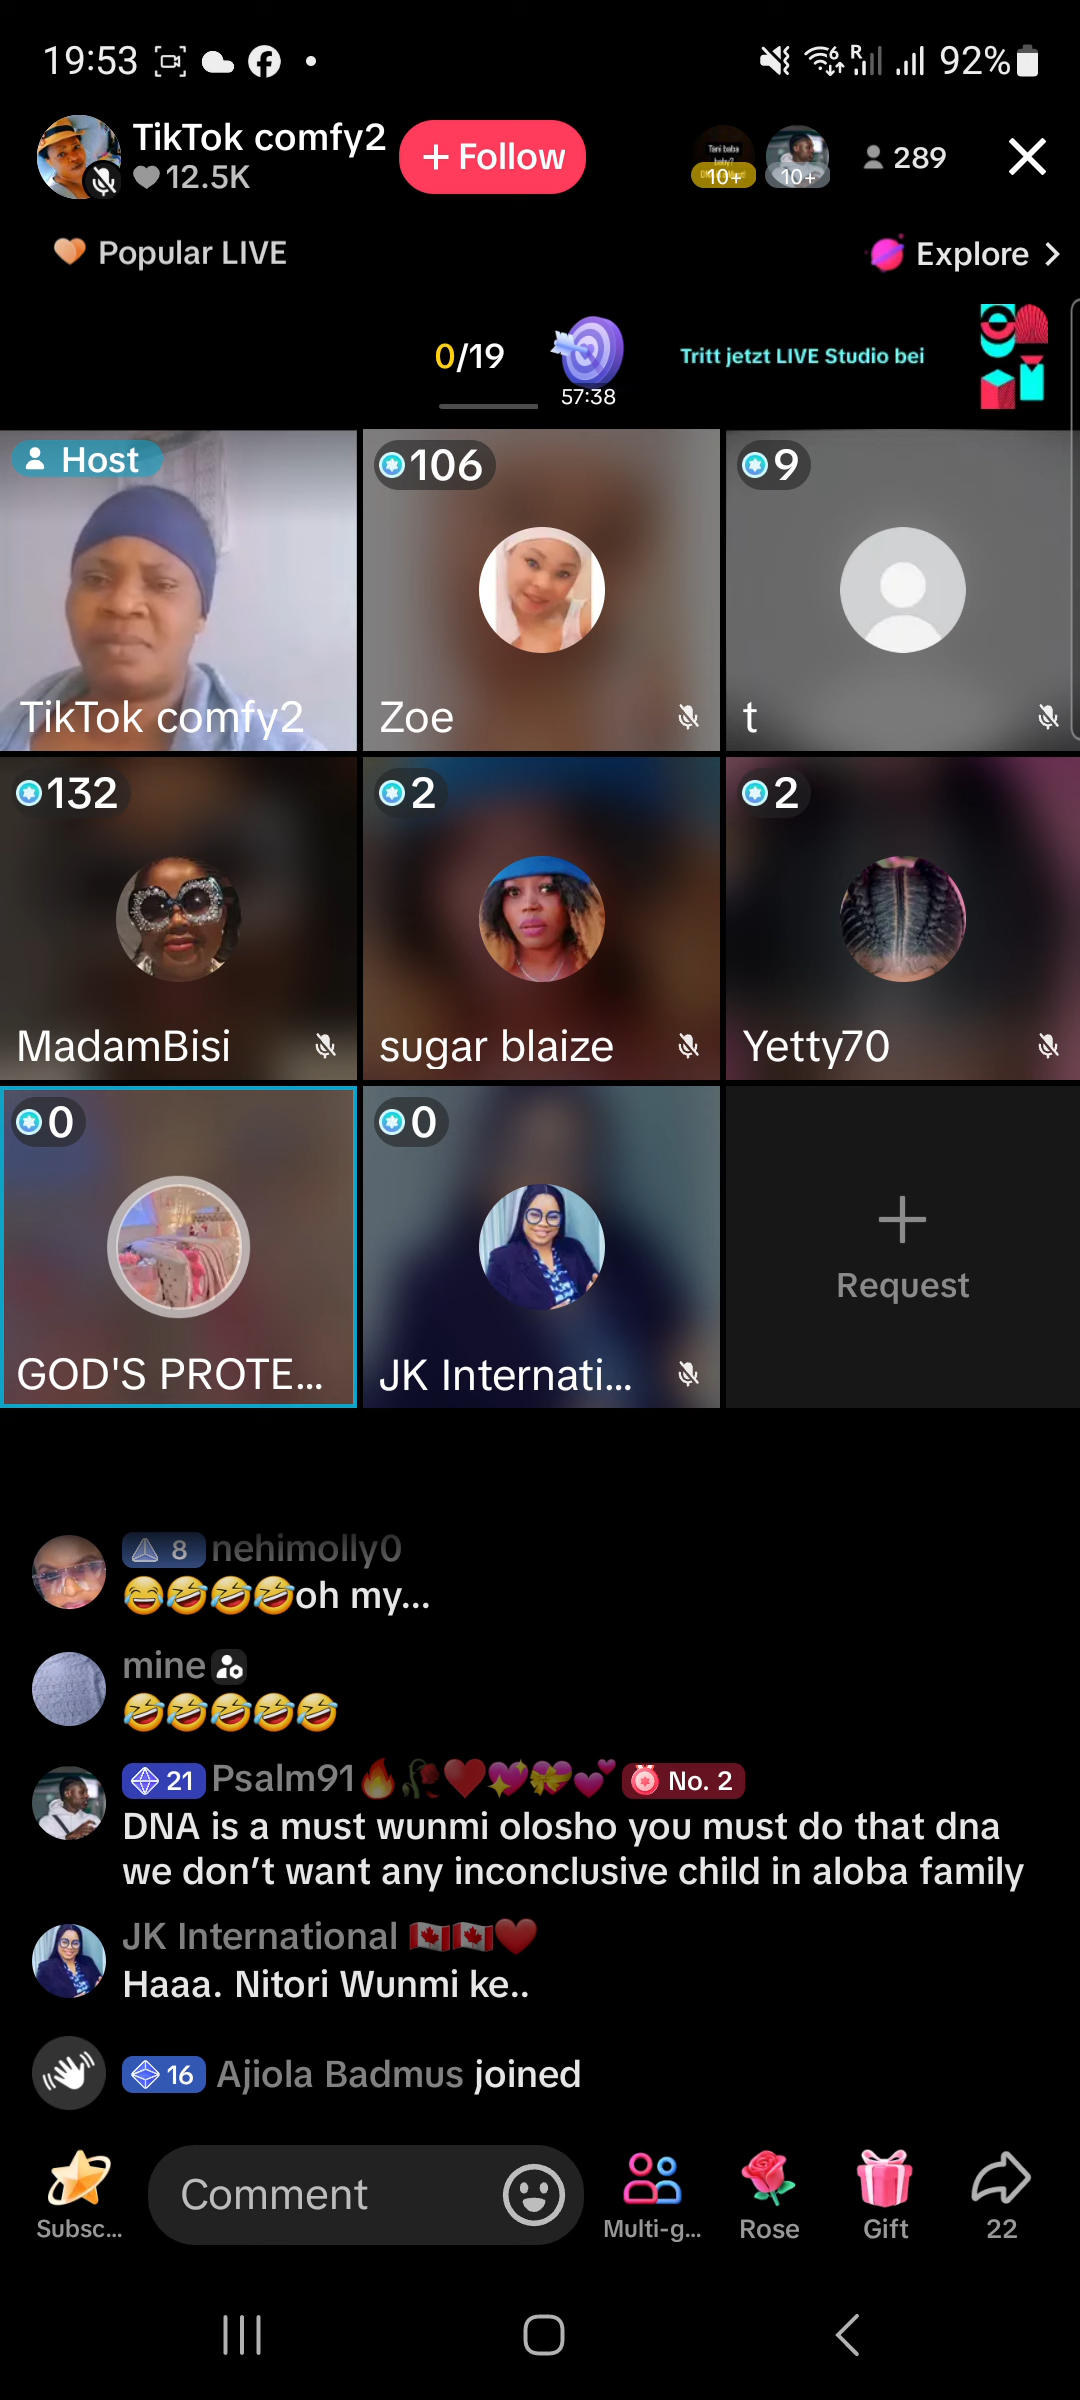 19:53
92%
TikTok comfy2
12.5K
+ Follow
10+
10+
289
Popular LIVE
Explore
0/19
57:38
Tritt jetzt LIVE Studio bei
Host
106
9
TikTok comfy2
Zoe
t
132
2
2
MadamBisi
sugar blaize
Yetty70
0
0
GOD'S PROTE...
JK Internati...
Request
8 nehimolly0
😂🤣🤣🤣oh my...
mine
🤣🤣🤣🤣🤣
21 Psalm91🔥🥀❤️💖💝💕 No. 2
DNA is a must wunmi olosho you must do that dna
we don’t want any inconclusive child in aloba family
JK International 🇨🇦🇨🇦❤️
Haaa. Nitori Wunmi ke..
16 Ajiola Badmus joined
Comment
Subsc...
Multi-g...
Rose
Gift
22